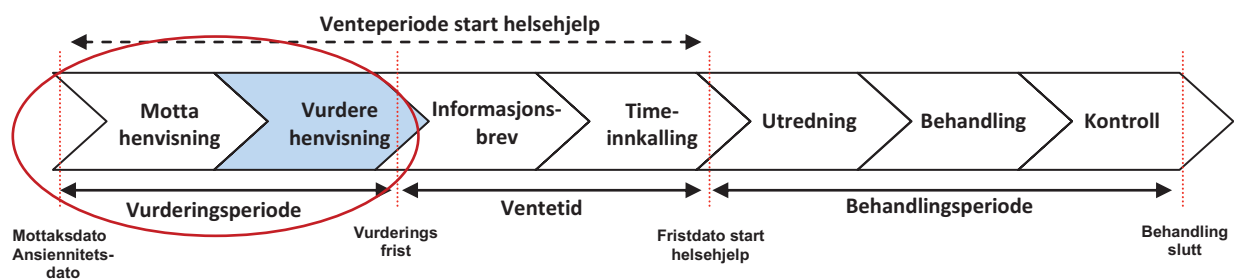 Venteperiode start helsehjelp
Motta
henvisning
Vurdere
henvisning
Informasjons-
brev
Time-
innkalling
Utredning
Behandling
Kontroll
Vurderingsperiode
Ventetid
Behandlingsperiode
Mottaksdato
Ansiennitets-
dato
Vurderings
frist
Fristdato start
helsehjelp
Behandling
slutt